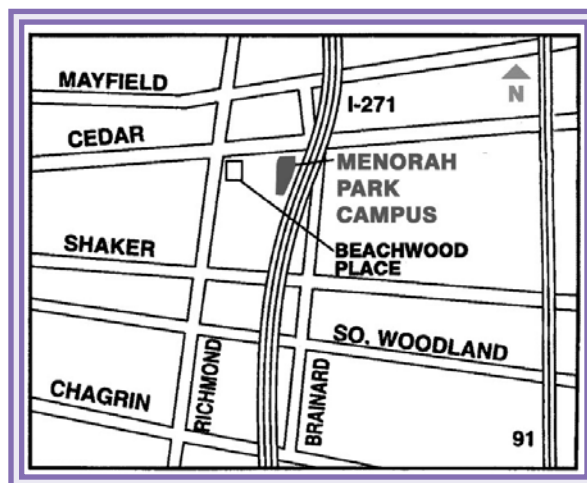 MAYFIELD
I-271
N
CEDAR
MENORAH
PARK
CAMPUS
SHAKER
BEACHWOOD
PLACE
SO. WOODLAND
RICHMOND
BRAINARD
CHAGRIN
91